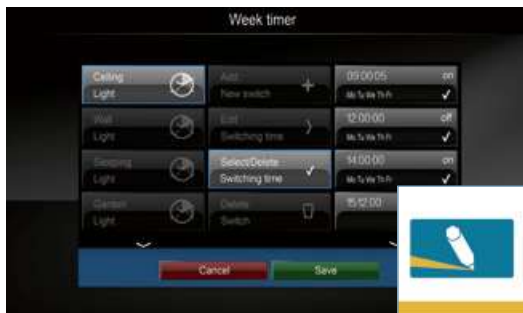 Week timer
Ceiling
Light
Add
New switch
09:00:05 on
Mo Tu We Th Fr
Wall
Light
Edit
Switching time
12:00:00 off
Mo Tu We Th Fr
Sleeping
Light
Select/Delete
Switching time
14:00:00 on
Mo Tu We Th Fr
Garden
Light
Delete
Switch
15:12:00
Cancel
Save